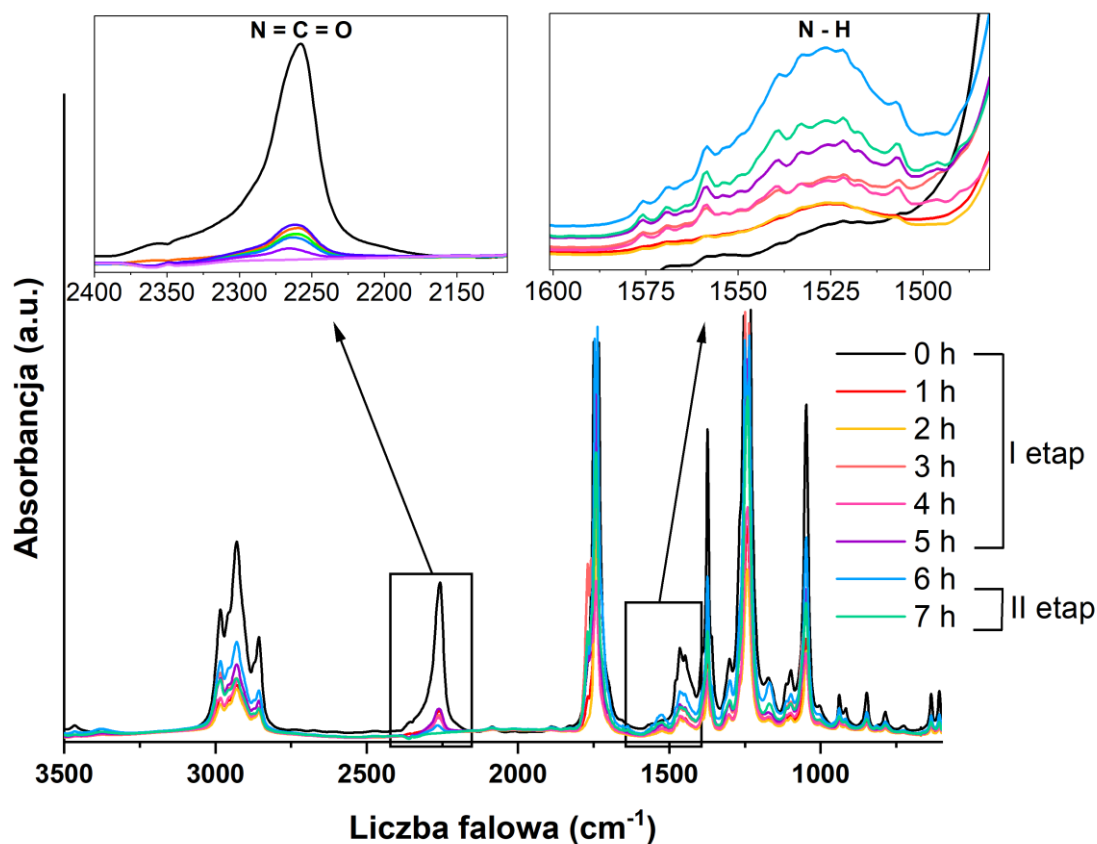 N = C = O
N - H
2400 2350 2300 2250 2200 2150
1600 1575 1550 1525 1500
0 h
1 h
2 h
3 h
4 h
5 h
6 h
7 h
I etap
II etap
Absorbancja (a.u.)
3500 3000 2500 2000 1500 1000
Liczba falowa (cm⁻¹)